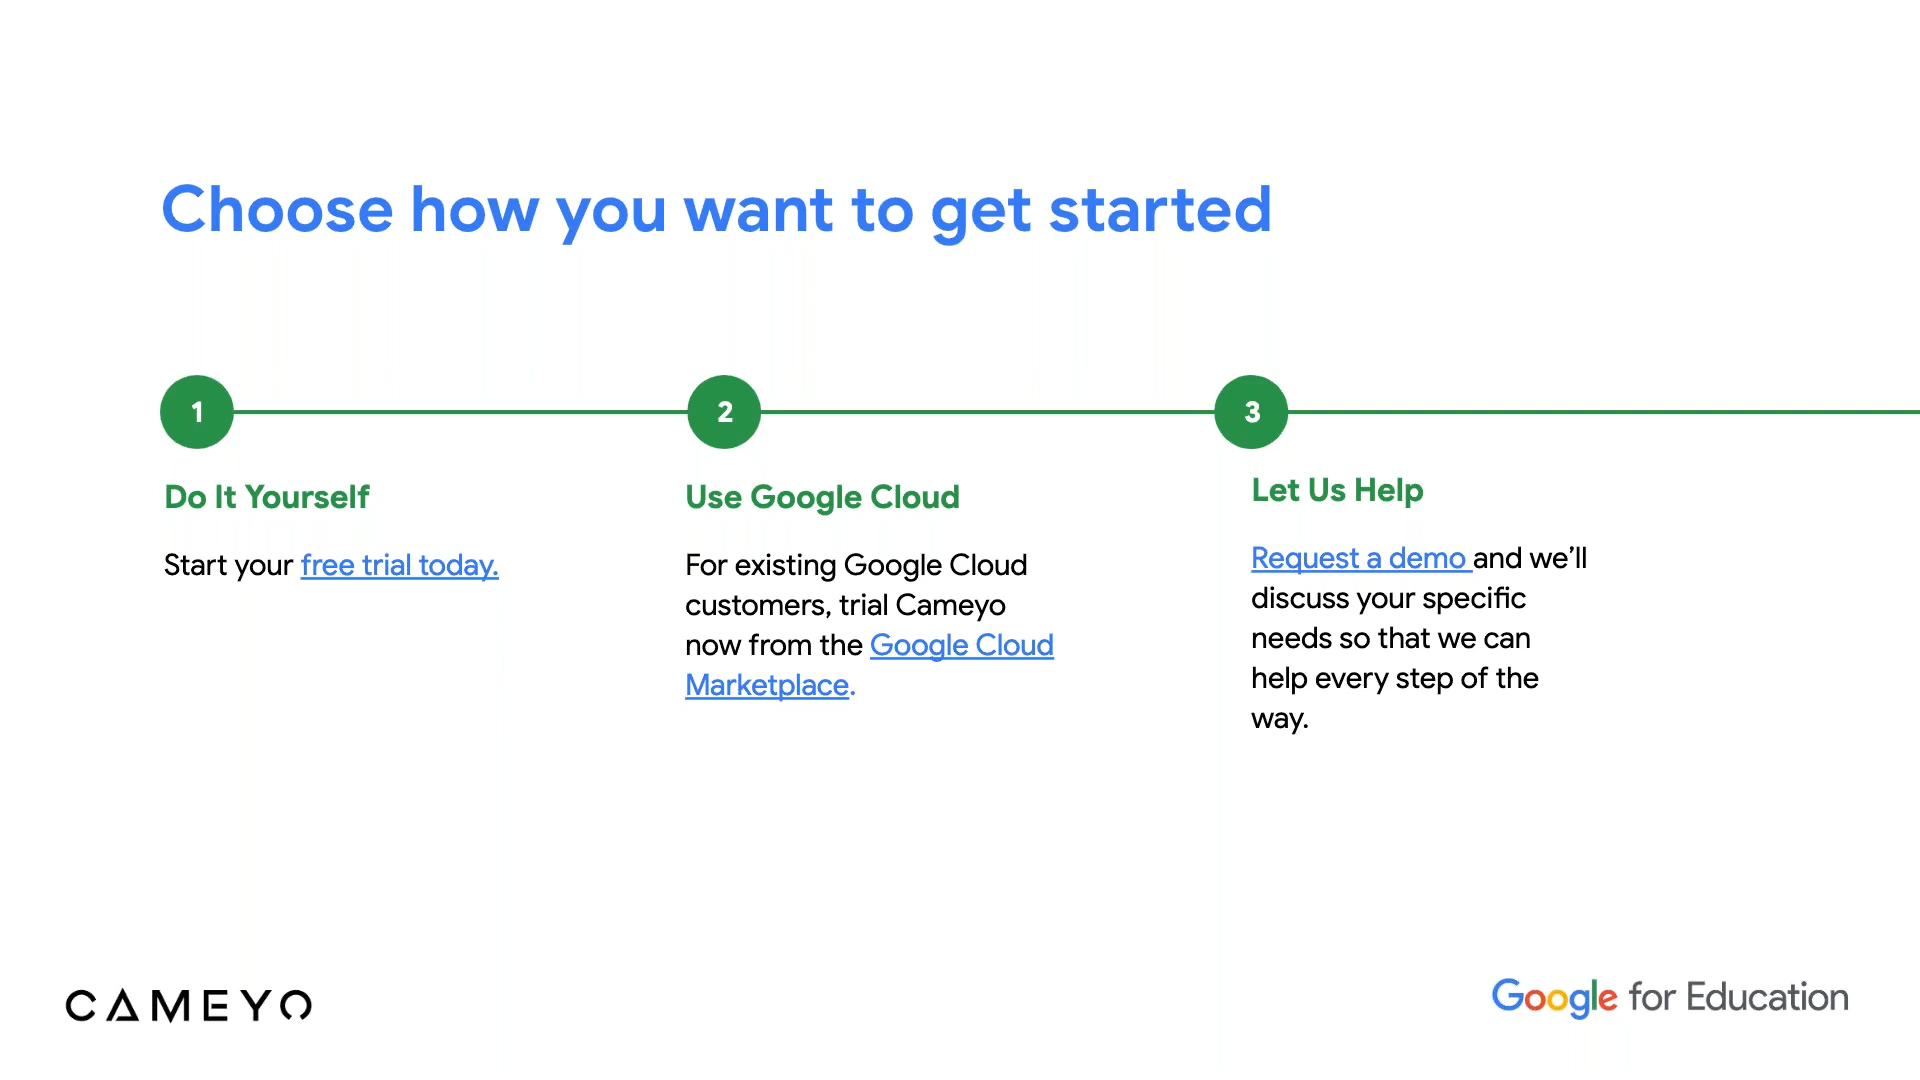 Choose how you want to get started
1
2
3
Do It Yourself
Start your free trial today.
Use Google Cloud
For existing Google Cloud
customers, trial Cameyo
now from the Google Cloud
Marketplace.
Let Us Help
Request a demo and we’ll
discuss your specific
needs so that we can
help every step of the
way.
CAMEYO
Google for Education